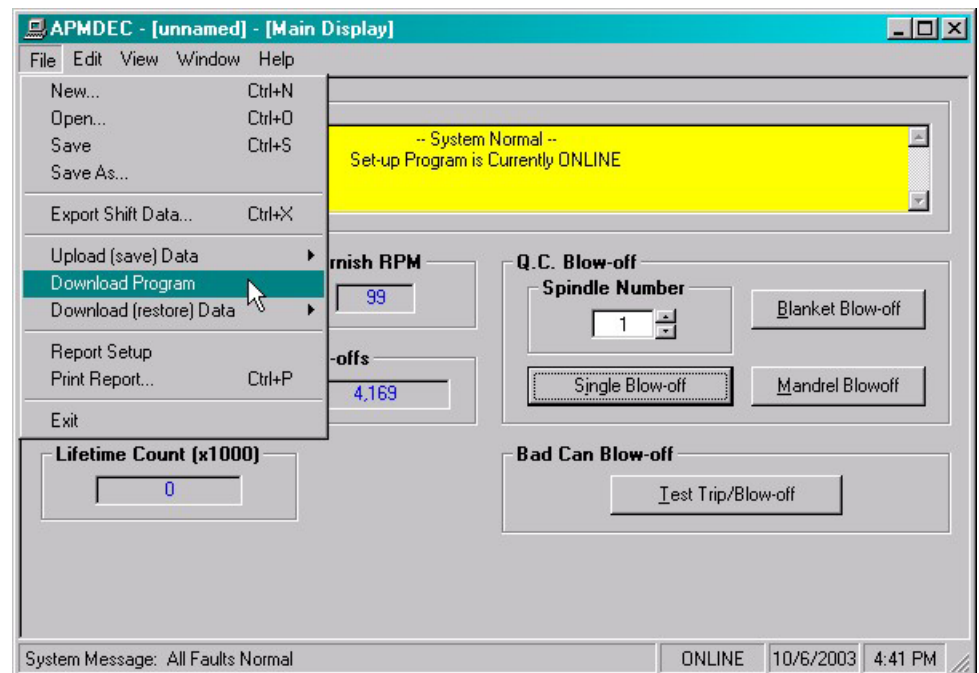 APMDEC - [unnamed] - [Main Display]
File Edit View Window Help
New... Ctrl+N
Open... Ctrl+O
Save Ctrl+S
Save As...
Export Shift Data... Ctrl+X
Upload (save) Data
Download Program
Download (restore) Data
Report Setup
Print Report... Ctrl+P
Exit
-- System Normal --
Set-up Program is Currently ONLINE
rnish RPM
99
-offs
4,169
Lifetime Count (x1000)
0
Q.C. Blow-off
Spindle Number
1
Blanket Blow-off
Single Blow-off
Mandrel Blowoff
Bad Can Blow-off
Test Trip/Blow-off
System Message: All Faults Normal
ONLINE 10/6/2003 4:41 PM